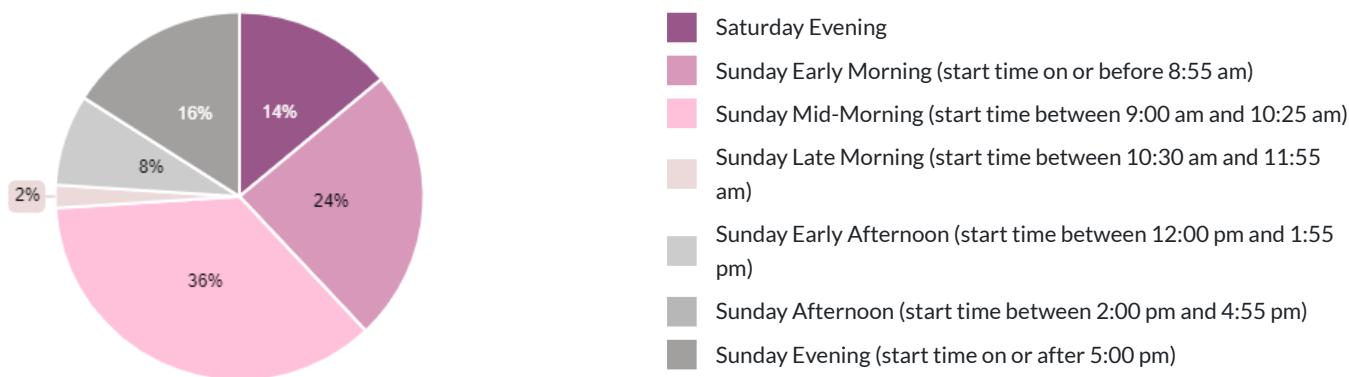 Saturday Evening
Sunday Early Morning (start time on or before 8:55 am)
Sunday Mid-Morning (start time between 9:00 am and 10:25 am)
Sunday Late Morning (start time between 10:30 am and 11:55
am)
Sunday Early Afternoon (start time between 12:00 pm and 1:55
pm)
Sunday Afternoon (start time between 2:00 pm and 4:55 pm)
Sunday Evening (start time on or after 5:00 pm)
14%
24%
36%
2%
8%
16%